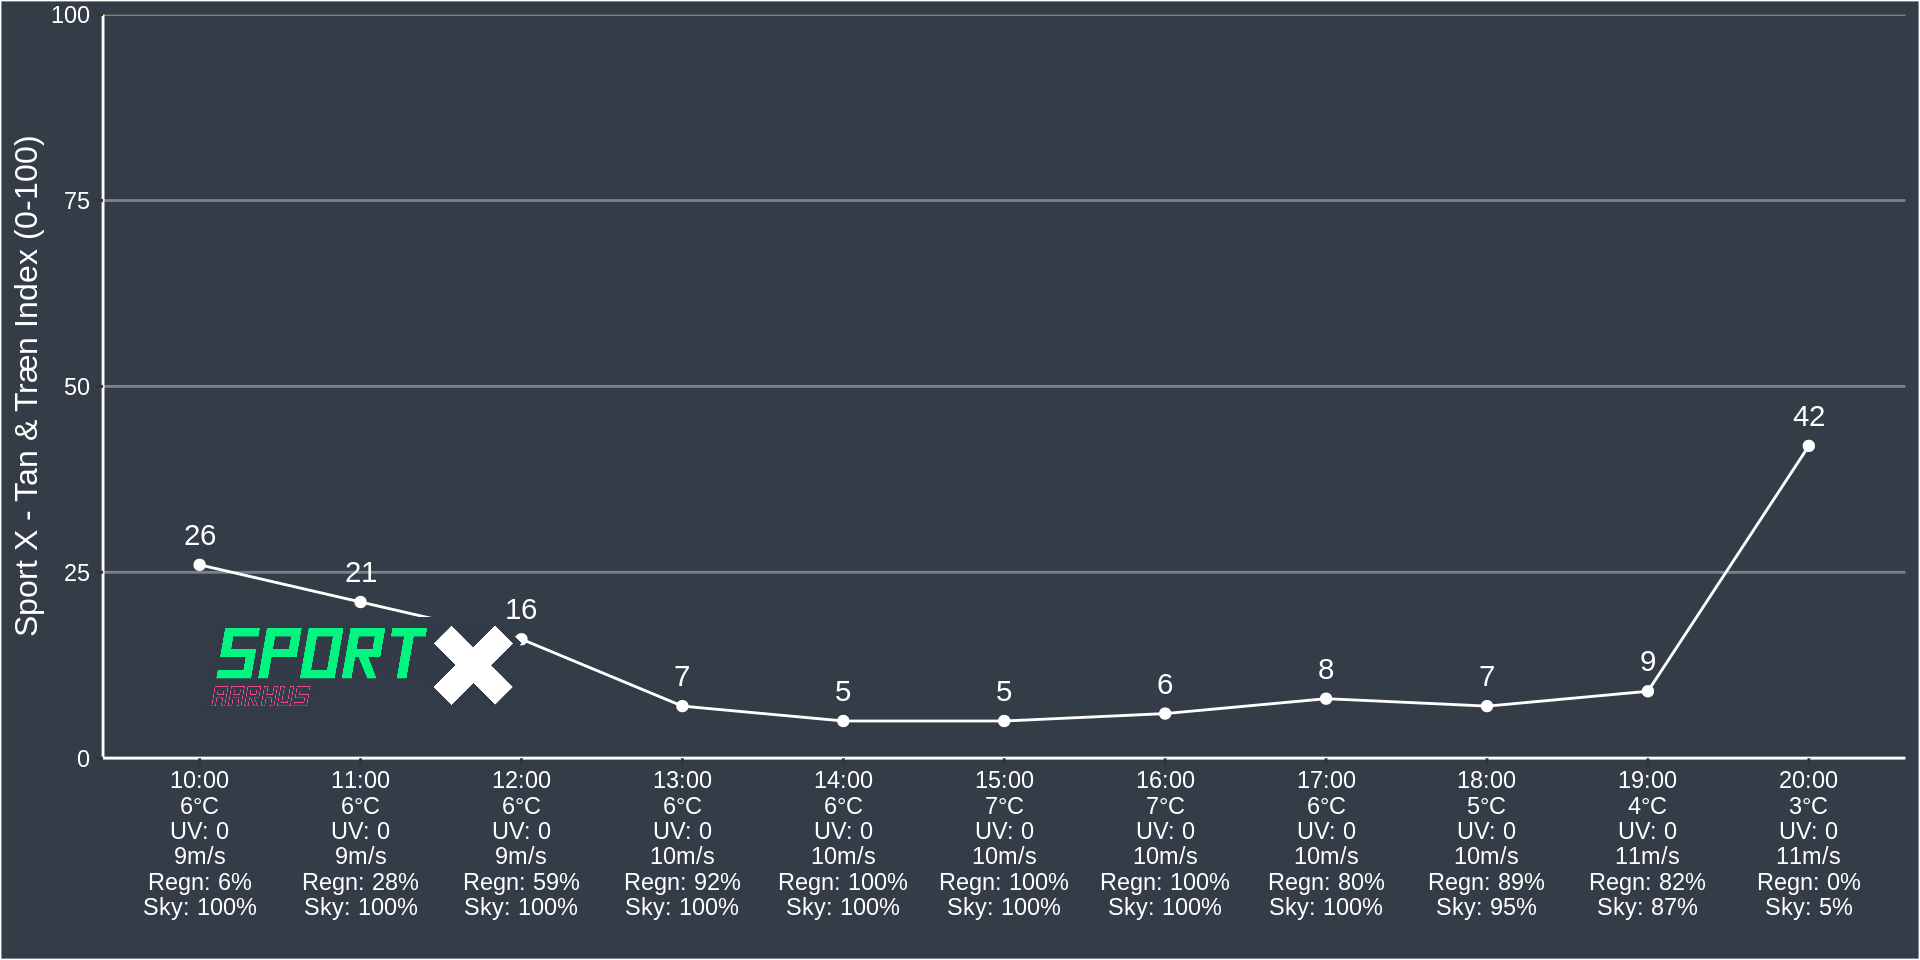 Sport X - Tan & Træn Index (0-100)
100
75
50
25
0
26
21
16
7
5
5
6
8
7
9
42
SPORT X
AARHUS
10:00 11:00 12:00 13:00 14:00 15:00 16:00 17:00 18:00 19:00 20:00
6°C 6°C 6°C 6°C 6°C 7°C 7°C 6°C 5°C 4°C 3°C
UV: 0 UV: 0 UV: 0 UV: 0 UV: 0 UV: 0 UV: 0 UV: 0 UV: 0 UV: 0 UV: 0
9m/s 9m/s 9m/s 10m/s 10m/s 10m/s 10m/s 10m/s 10m/s 11m/s 11m/s
Regn: 6% Regn: 28% Regn: 59% Regn: 92% Regn: 100% Regn: 100% Regn: 100% Regn: 80% Regn: 89% Regn: 82% Regn: 0%
Sky: 100% Sky: 100% Sky: 100% Sky: 100% Sky: 100% Sky: 100% Sky: 100% Sky: 100% Sky: 95% Sky: 87% Sky: 5%